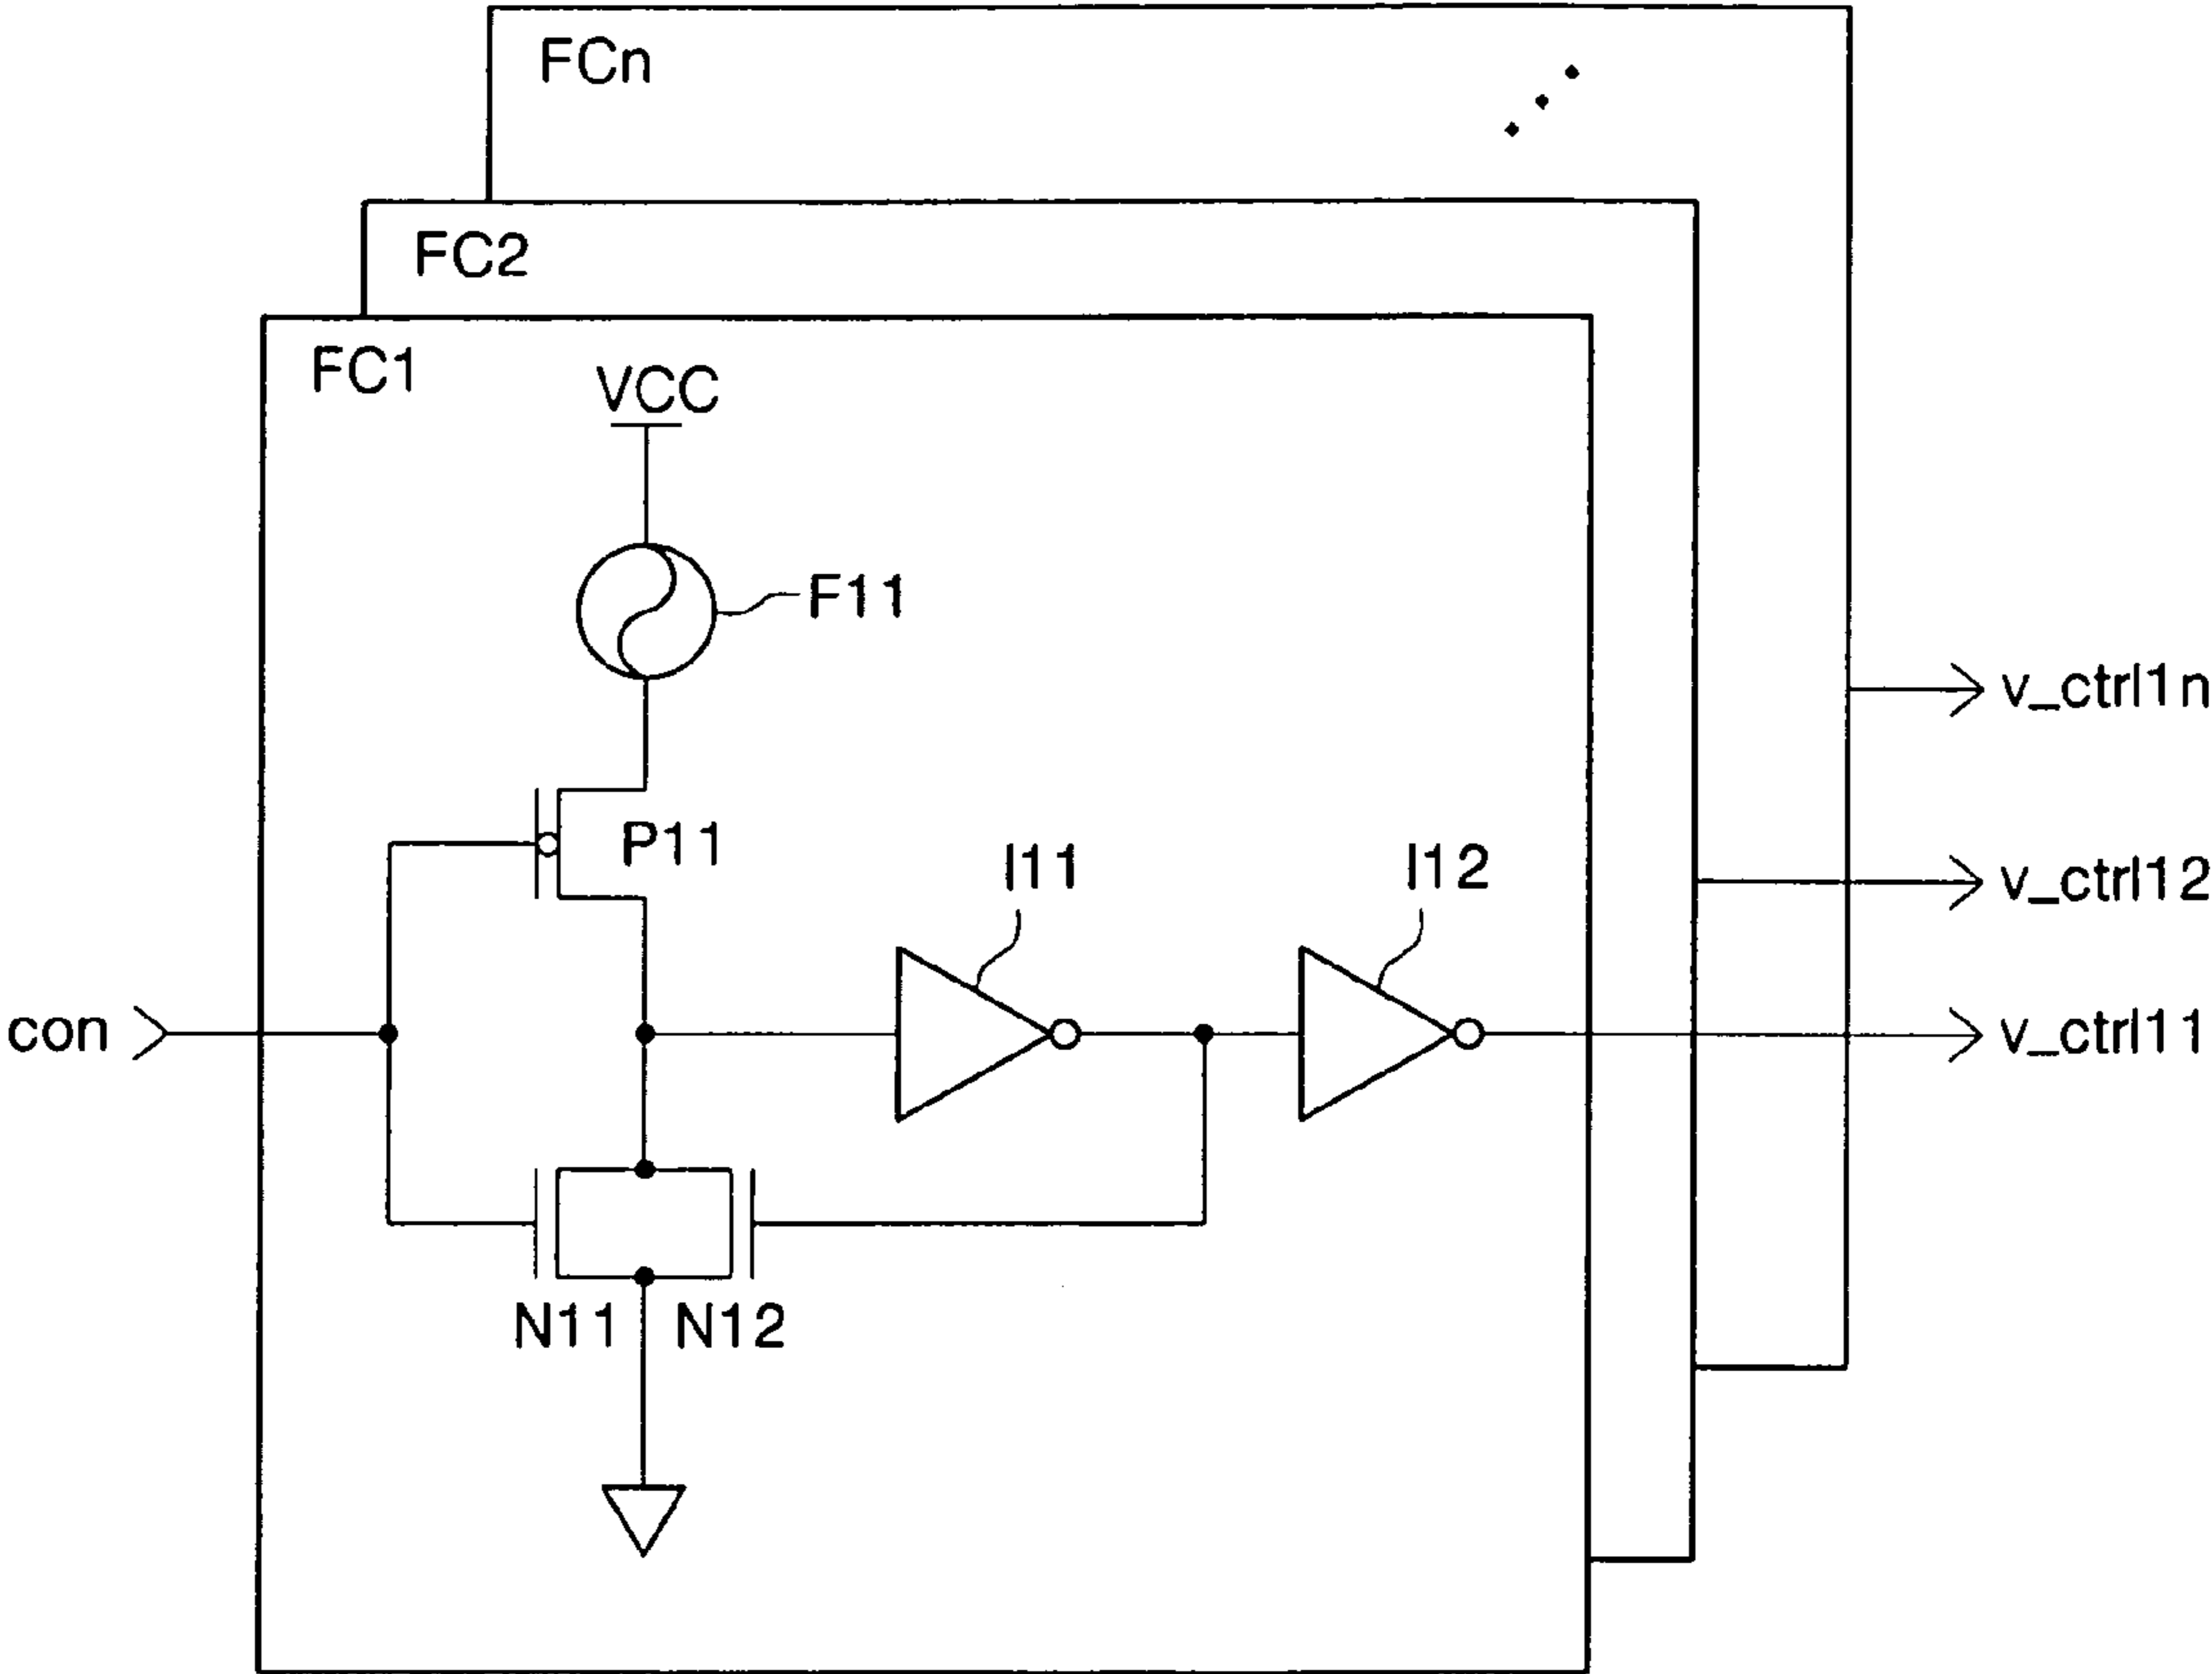 FCn
FC2
FC1
VCC
F11
v_ctrl1n
P11
I11
I12
v_ctrl12
con
v_ctrl11
N11
N12